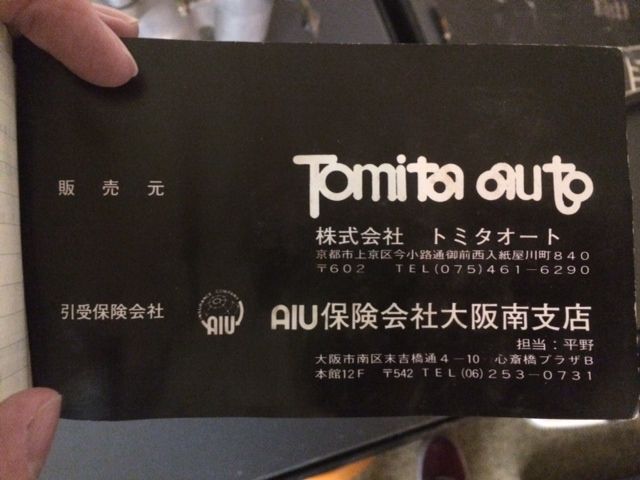 販売元
Tomita auto
株式会社 トミタオート
京都市上京区今小路通御前西入紙屋川町840
〒602 TEL(075)461-6290
引受保険会社
AIU
AIU保険会社大阪南支店
担当:平野
大阪市南区末吉橋通4-10 心斎橋プラザB
本館12F 〒542 TEL(06)253-0731